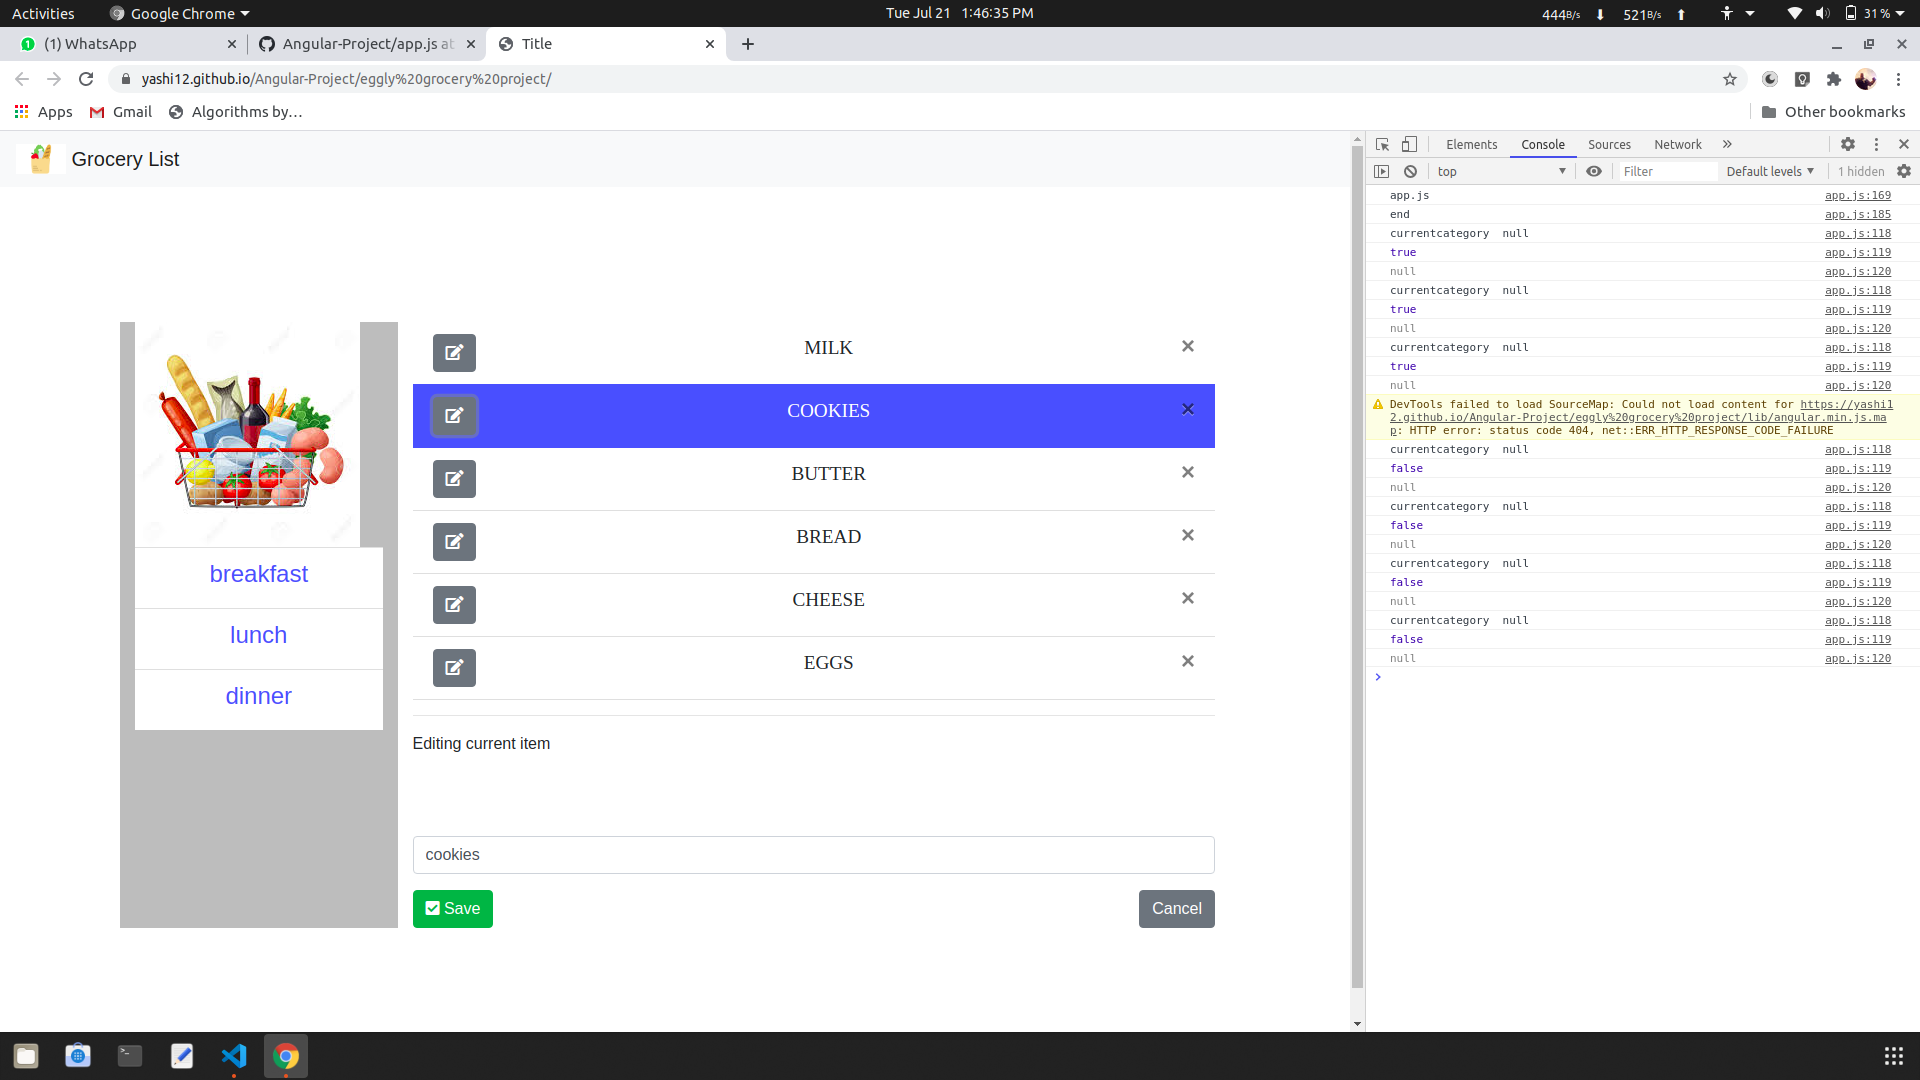 Activities
Google Chrome
Tue Jul 21 1:46:35 PM
444B/s
521B/s
31 %
(1) WhatsApp
Angular-Project/app.js at
Title
yashi12.github.io/Angular-Project/eggly%20grocery%20project/
Apps
Gmail
Algorithms by…
Other bookmarks
Grocery List
breakfast
lunch
dinner
MILK
COOKIES
BUTTER
BREAD
CHEESE
EGGS
Editing current item
cookies
Save
Cancel
Elements Console Sources Network
top
Filter
Default levels
1 hidden
app.js app.js:169
end app.js:185
currentcategory null app.js:118
true app.js:119
null app.js:120
currentcategory null app.js:118
true app.js:119
null app.js:120
currentcategory null app.js:118
true app.js:119
null app.js:120
DevTools failed to load SourceMap: Could not load content for https://yashi1
2.github.io/Angular-Project/eggly%20grocery%20project/lib/angular.min.js.ma
p: HTTP error: status code 404, net::ERR_HTTP_RESPONSE_CODE_FAILURE
currentcategory null app.js:118
false app.js:119
null app.js:120
currentcategory null app.js:118
false app.js:119
null app.js:120
currentcategory null app.js:118
false app.js:119
null app.js:120
currentcategory null app.js:118
false app.js:119
null app.js:120